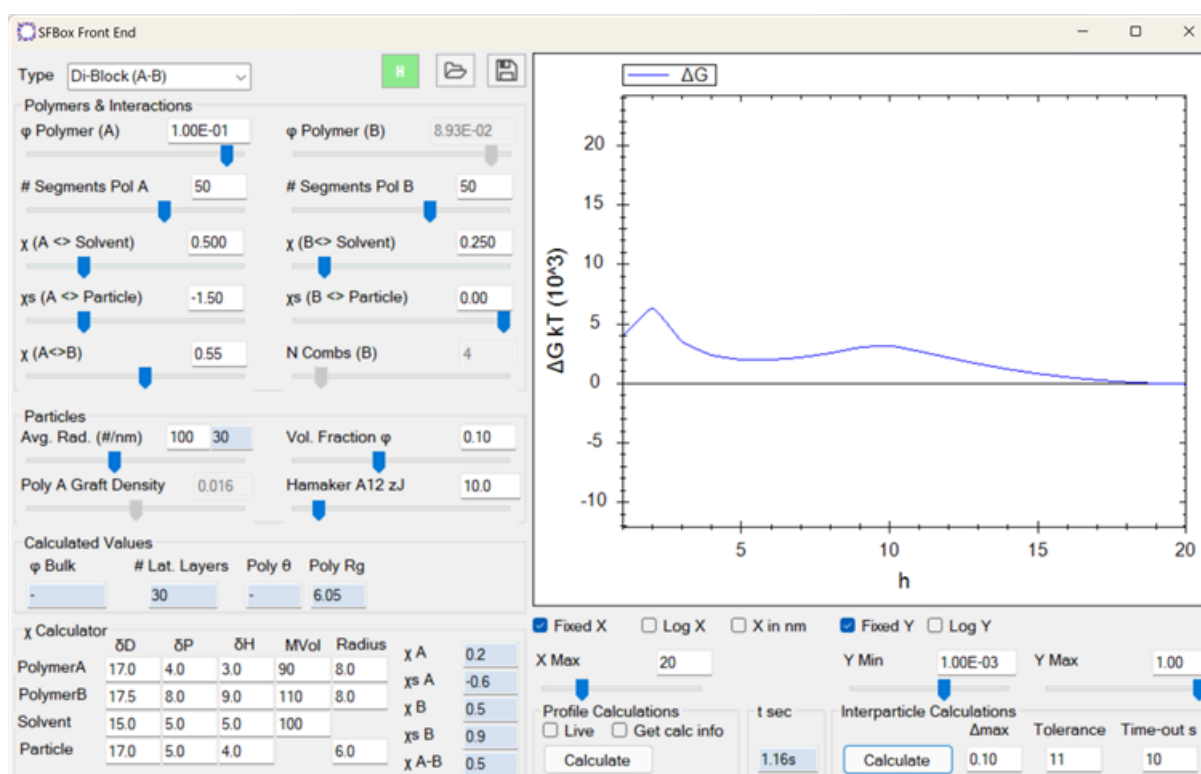 SFBox Front End
Type Di-Block (A-B) H
Polymers & Interactions
φ Polymer (A) 1.00E-01 φ Polymer (B) 8.93E-02
# Segments Pol A 50 # Segments Pol B 50
χ (A <> Solvent) 0.500 χ (B<> Solvent) 0.250
χs (A <> Particle) -1.50 χs (B <> Particle) 0.00
χ (A<>B) 0.55 N Combs (B) 4
Particles
Avg. Rad. (#/nm) 100 30 Vol. Fraction φ 0.10
Poly A Graft Density 0.016 Hamaker A12 zJ 10.0
Calculated Values
φ Bulk # Lat. Layers Poly θ Poly Rg
- 30 - 6.05
χ Calculator
δD δP δH MVol Radius
PolymerA 17.0 4.0 3.0 90 8.0
PolymerB 17.5 8.0 9.0 110 8.0
Solvent 15.0 5.0 5.0 100
Particle 17.0 5.0 4.0 6.0
χ A 0.2
χs A -0.6
χ B 0.5
χs B 0.9
χ A-B 0.5
ΔG
ΔG kT (10^3)
20
15
10
5
0
-5
-10
5 10 15 20
h
Fixed X Log X X in nm Fixed Y Log Y
X Max 20 Y Min 1.00E-03 Y Max 1.00
Profile Calculations t sec Interparticle Calculations
Live Get calc info Δmax Tolerance Time-out s
Calculate 1.16s Calculate 0.10 11 10